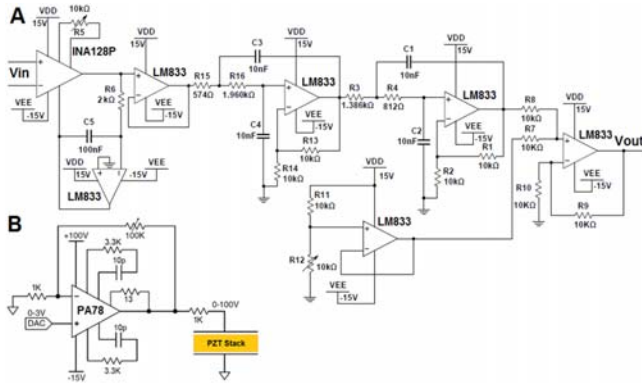 A
10kΩ
VDD
15V
R5
INA128P
Vin
VEE
-15V
VDD
15V
LM833
VEE
-15V
R6
2kΩ
C5
100nF
VDD
15V
VEE
-15V
LM833
R15
574Ω
R16
1.960kΩ
C3
10nF
VDD
15V
LM833
C4
10nF
VEE
-15V
R13
10kΩ
R14
10kΩ
R3
1.386kΩ
R4
812Ω
C1
10nF
VDD
15V
LM833
C2
10nF
VEE
-15V
R1
10kΩ
R2
10kΩ
R8
10kΩ
R7
10KΩ
VDD
15V
LM833
Vout
VEE
-15V
R10
10KΩ
R9
10KΩ
VDD
15V
R11
10kΩ
LM833
R12
10kΩ
VEE
-15V
B
100K
+100V
3.3K
10p
1K
PA78
13
0-3V
DAC
10p
3.3K
-15V
0-100V
1K
PZT Stack